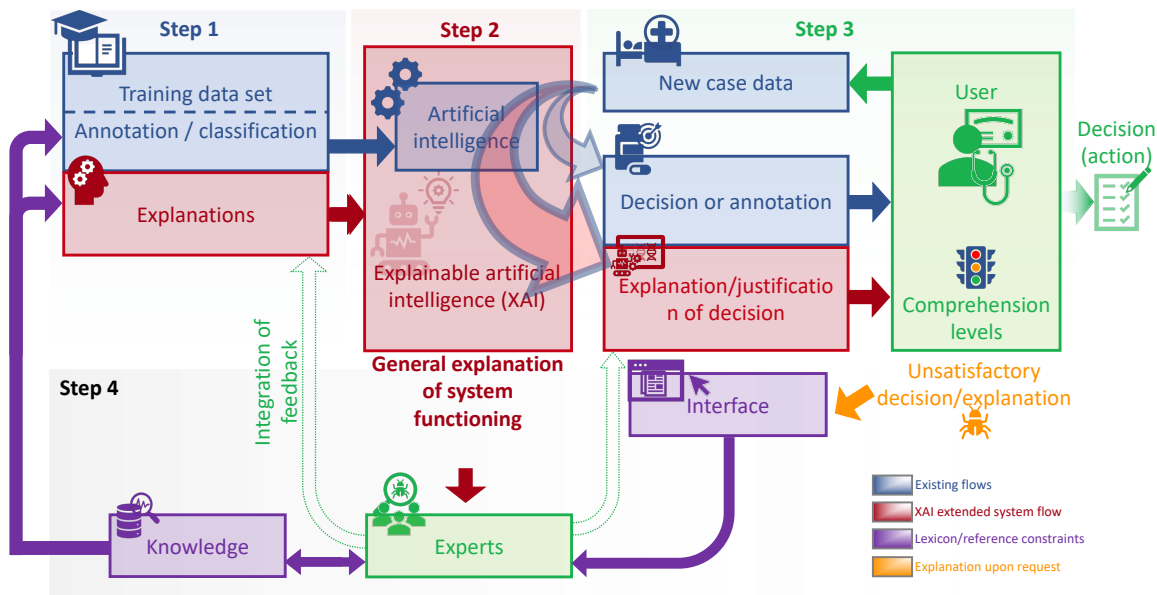 Step 1
Step 2
Step 3
Training data set
Annotation / classification
Explanations
Artificial
intelligence
Explainable artificial
intelligence (XAI)
General explanation
of system
functioning
New case data
Decision or annotation
Explanation/justificatio
n of decision
User
Comprehension
levels
Decision
(action)
Unsatisfactory
decision/explanation
Interface
Step 4
Integration of
feedback
Knowledge
Experts
Existing flows
XAI extended system flow
Lexicon/reference constraints
Explanation upon request